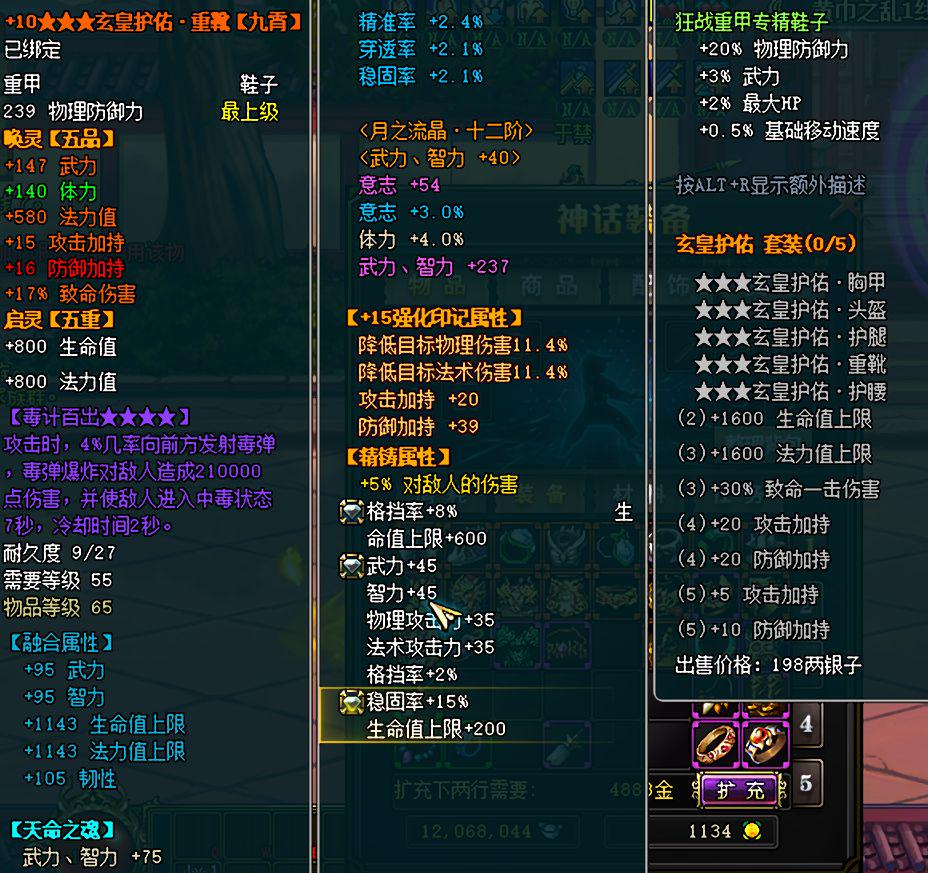 +10★★★玄皇护佑·重靴【九霄】
已绑定
重甲 鞋子
239 物理防御力 最上级
唤灵【五品】
+147 武力
+140 体力
+580 法力值
+15 攻击加持
+16 防御加持
+17% 致命伤害
启灵【五重】
+800 生命值
+800 法力值
【毒计百出★★★★】
攻击时，4%几率向前方发射毒弹
，毒弹爆炸对敌人造成210000
点伤害，并使敌人进入中毒状态
7秒，冷却时间2秒。
耐久度 9/27
需要等级 55
物品等级 65
【融合属性】
+95 武力
+95 智力
+1143 生命值上限
+1143 法力值上限
+105 韧性
【天命之魂】
武力、智力 +75
精准率 +2.4%
穿透率 +2.1%
稳固率 +2.1%
<月之流晶·十二阶>
<武力、智力 +40>
意志 +54
意志 +3.0%
体力 +4.0%
武力、智力 +237
【+15强化印记属性】
降低目标物理伤害11.4%
降低目标法术伤害11.4%
攻击加持 +20
防御加持 +39
【精铸属性】
+5% 对敌人的伤害
格挡率+8% 生
命值上限+600
武力+45
智力+45
物理攻击力+35
法术攻击力+35
格挡率+2%
稳固率+15%
生命值上限+200
狂战重甲专精鞋子
+20% 物理防御力
+3% 武力
+2% 最大HP
+0.5% 基础移动速度
按ALT+R显示额外描述
玄皇护佑 套装(0/5)
★★★玄皇护佑·胸甲
★★★玄皇护佑·头盔
★★★玄皇护佑·护腿
★★★玄皇护佑·重靴
★★★玄皇护佑·护腰
(2)+1600 生命值上限
(3)+1600 法力值上限
(3)+30% 致命一击伤害
(4)+20 攻击加持
(4)+20 防御加持
(5)+5 攻击加持
(5)+10 防御加持
出售价格：198两银子
神话装备
物品 商品
于禁
4
5
扩充下两行需要： 488金
扩充
12,068,044
1134